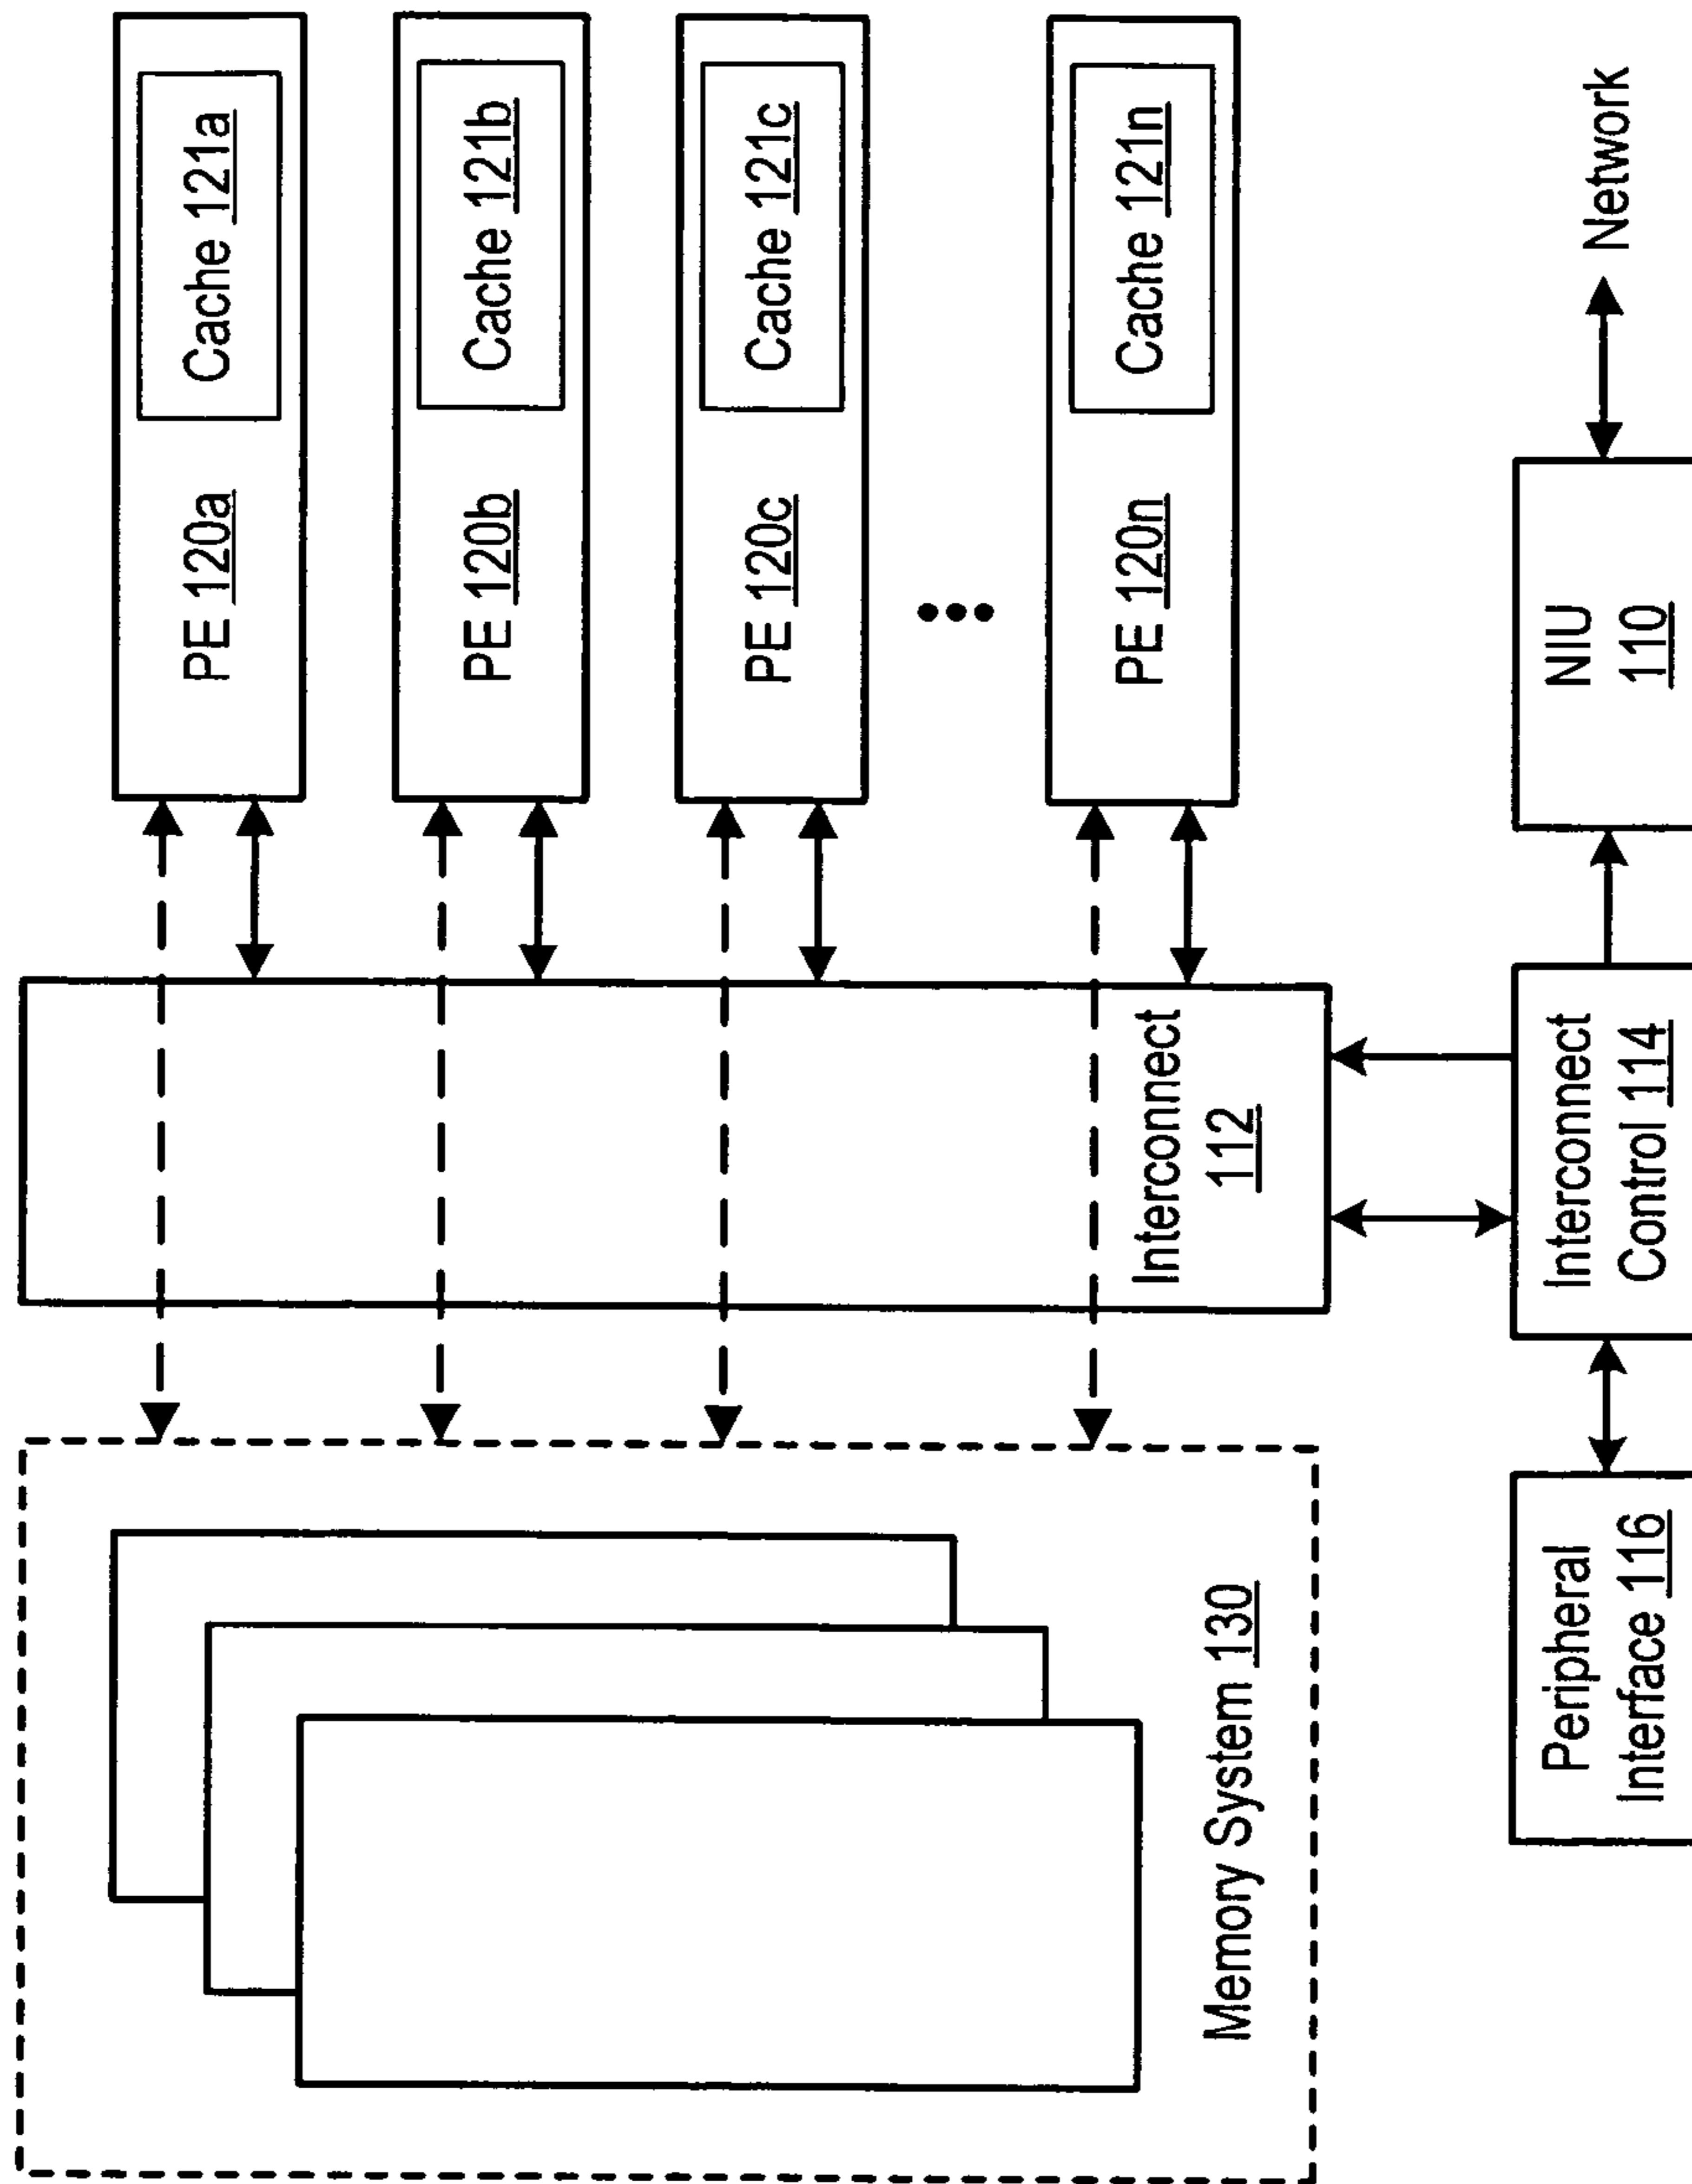 PE 120a
Cache 121a
PE 120b
Cache 121b
PE 120c
Cache 121c
PE 120n
Cache 121n
Interconnect
112
Memory System 130
Peripheral
Interface 116
Interconnect
Control 114
NIU
110
Network